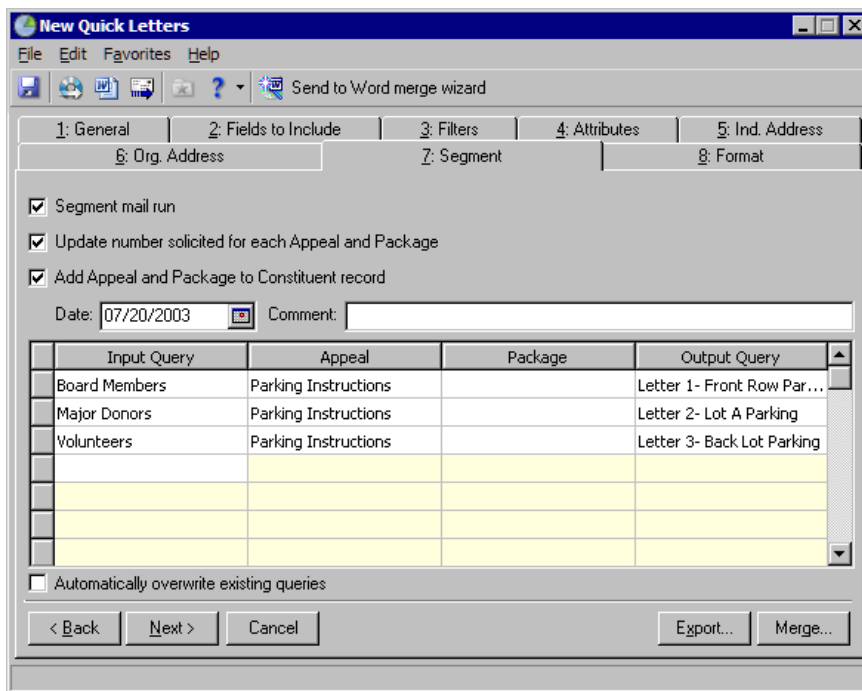 New Quick Letters
File Edit Favorites Help
Send to Word merge wizard
1: General 2: Fields to Include 3: Filters 4: Attributes 5: Ind. Address
6: Org. Address 7: Segment 8: Format
Segment mail run
Update number solicited for each Appeal and Package
Add Appeal and Package to Constituent record
Date: 07/20/2003 Comment:
Input Query Appeal Package Output Query
Board Members Parking Instructions Letter 1- Front Row Par...
Major Donors Parking Instructions Letter 2- Lot A Parking
Volunteers Parking Instructions Letter 3- Back Lot Parking
Automatically overwrite existing queries
< Back Next > Cancel Export... Merge...